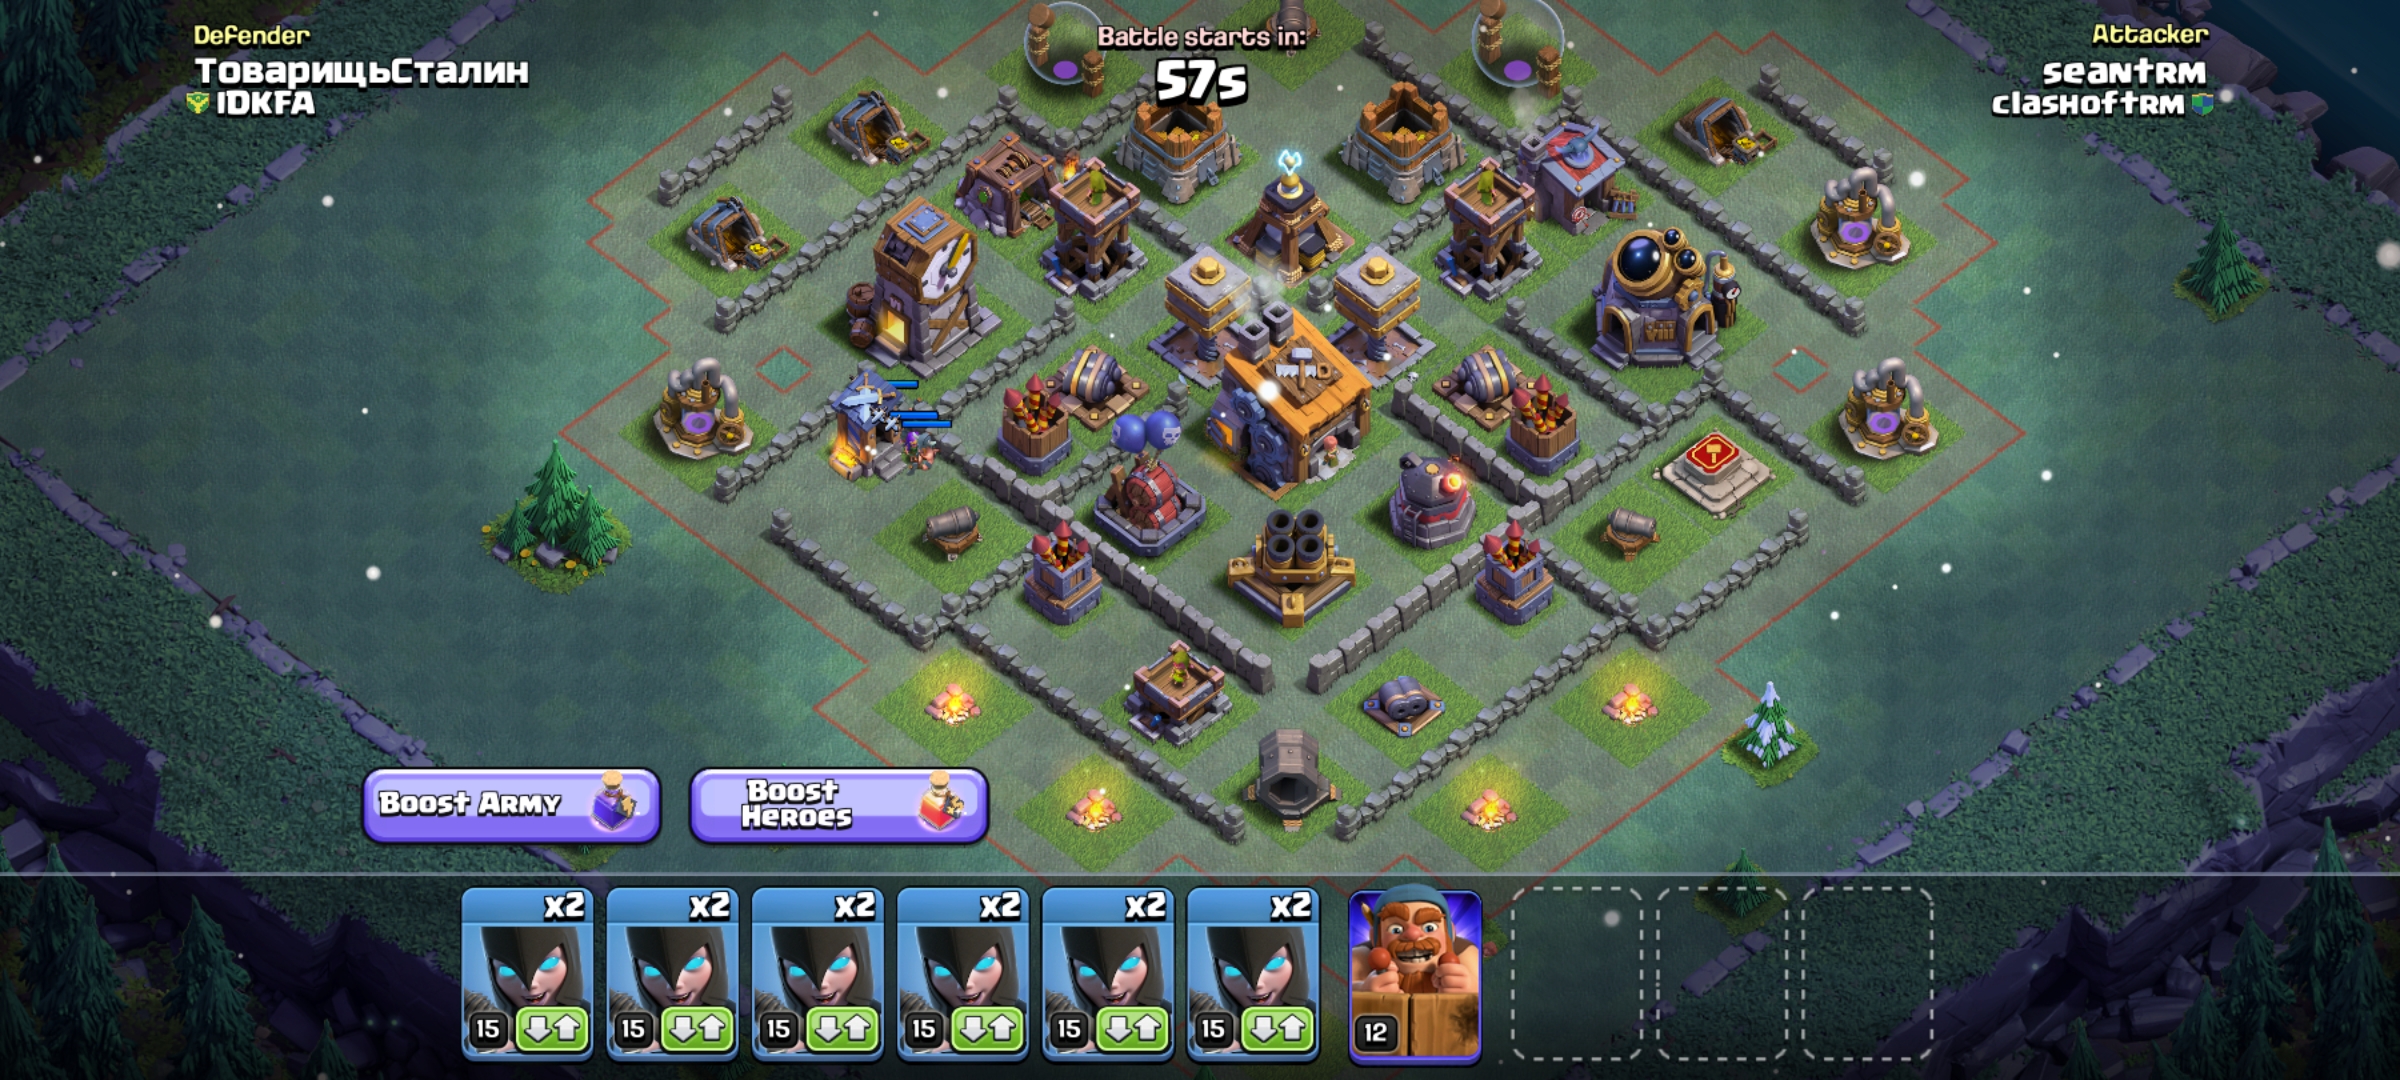 Defender
ТоварищьСталин
IDKFA
Battle starts in:
57s
Attacker
seantRM
clashoftRM
VIII
Boost Army
Boost
Heroes
x2
x2
x2
x2
x2
x2
15
15
15
15
15
15
12